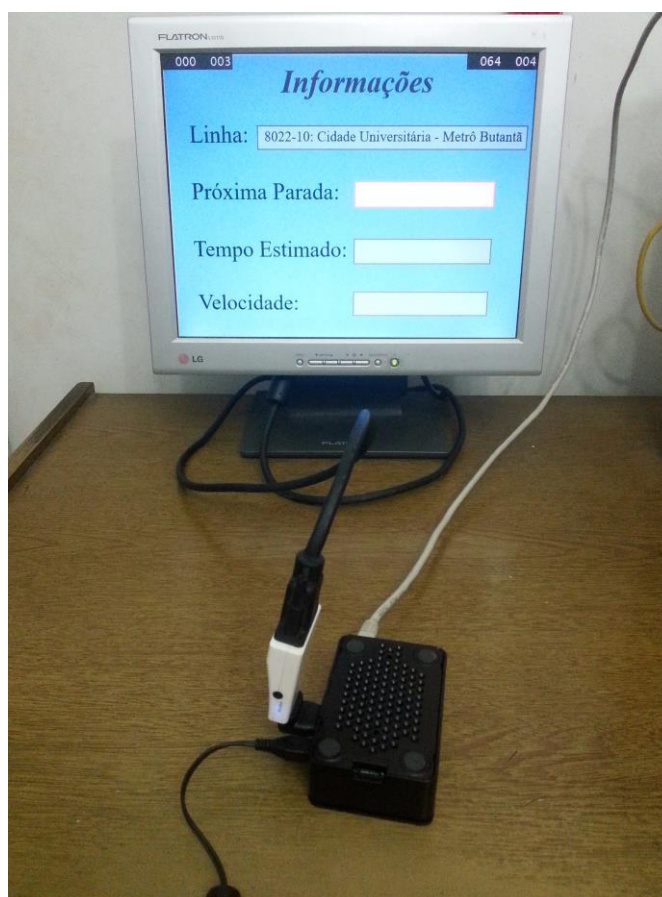 FLATRON
000 003
064 004
Informações
Linha: 8022-10: Cidade Universitária - Metrô Butantã
Próxima Parada:
Tempo Estimado:
Velocidade:
LG